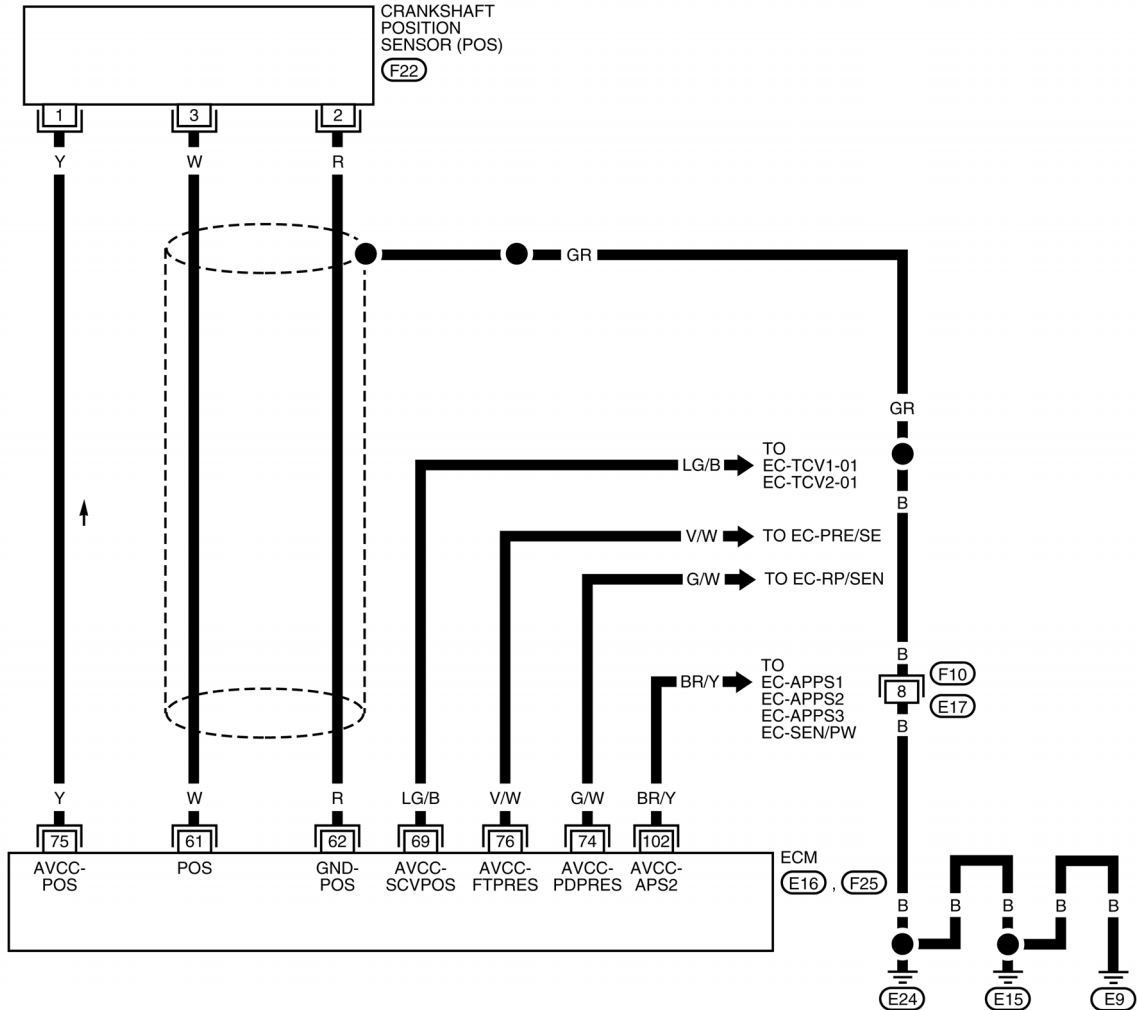 CRANKSHAFT
POSITION
SENSOR (POS)
F22
1 3 2
Y W R
GR
GR
TO
EC-TCV1-01
EC-TCV2-01
LG/B
B
V/W TO EC-PRE/SE
G/W TO EC-RP/SEN
B
TO
EC-APPS1
EC-APPS2
EC-APPS3
EC-SEN/PW
BR/Y
F10
8
E17
B
Y W R LG/B V/W G/W BR/Y
75 61 62 69 76 74 102
AVCC-
POS
POS
GND-
POS
AVCC-
SCVPOS
AVCC-
FTPRES
AVCC-
PDPRES
AVCC-
APS2
ECM
E16 , F25
B B B B B
E24 E15 E9